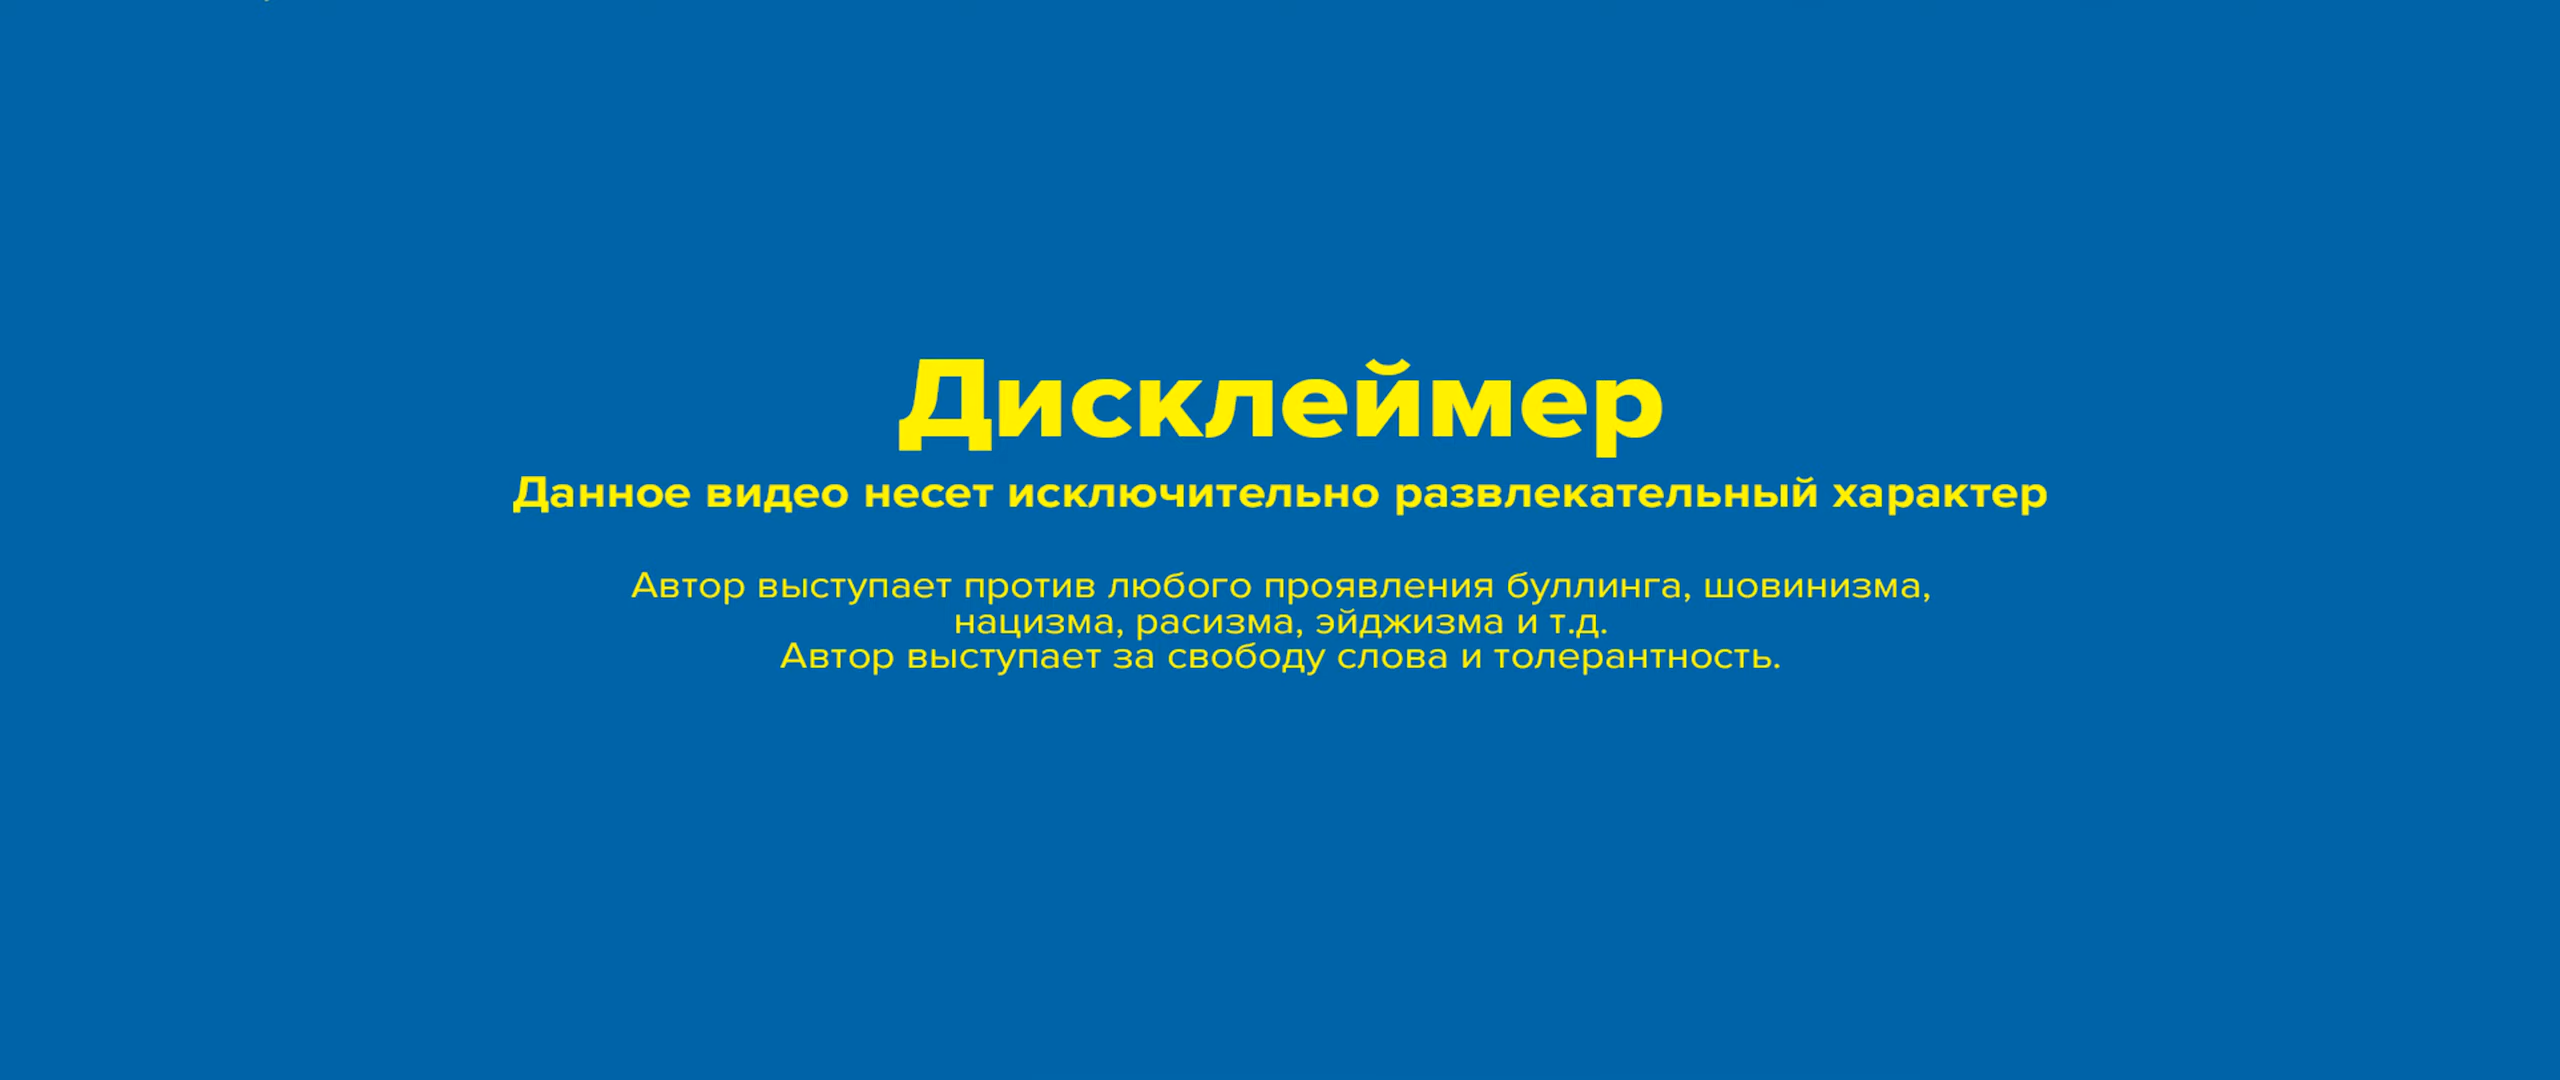 Дисклеймер
Данное видео несет исключительно развлекательный характер
Автор выступает против любого проявления буллинга, шовинизма,
нацизма, расизма, эйджизма и т.д.
Автор выступает за свободу слова и толерантность.